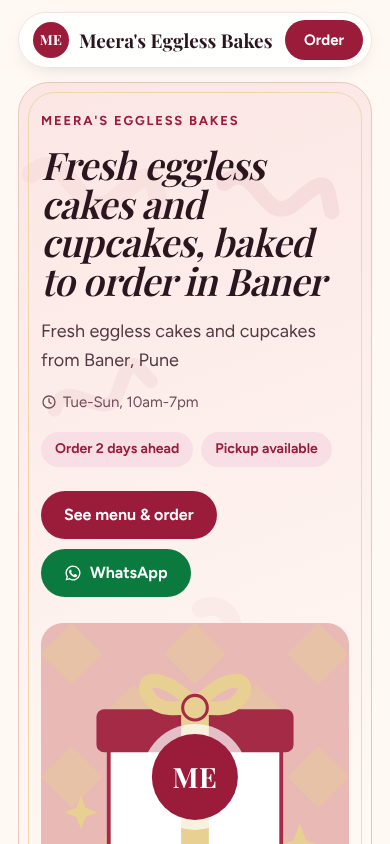 ME Meera's Eggless Bakes Order
MEERA'S EGGLESS BAKES
Fresh eggless
cakes and
cupcakes, baked
to order in Baner
Fresh eggless cakes and cupcakes
from Baner, Pune
Tue-Sun, 10am-7pm
Order 2 days ahead Pickup available
See menu & order
WhatsApp
ME